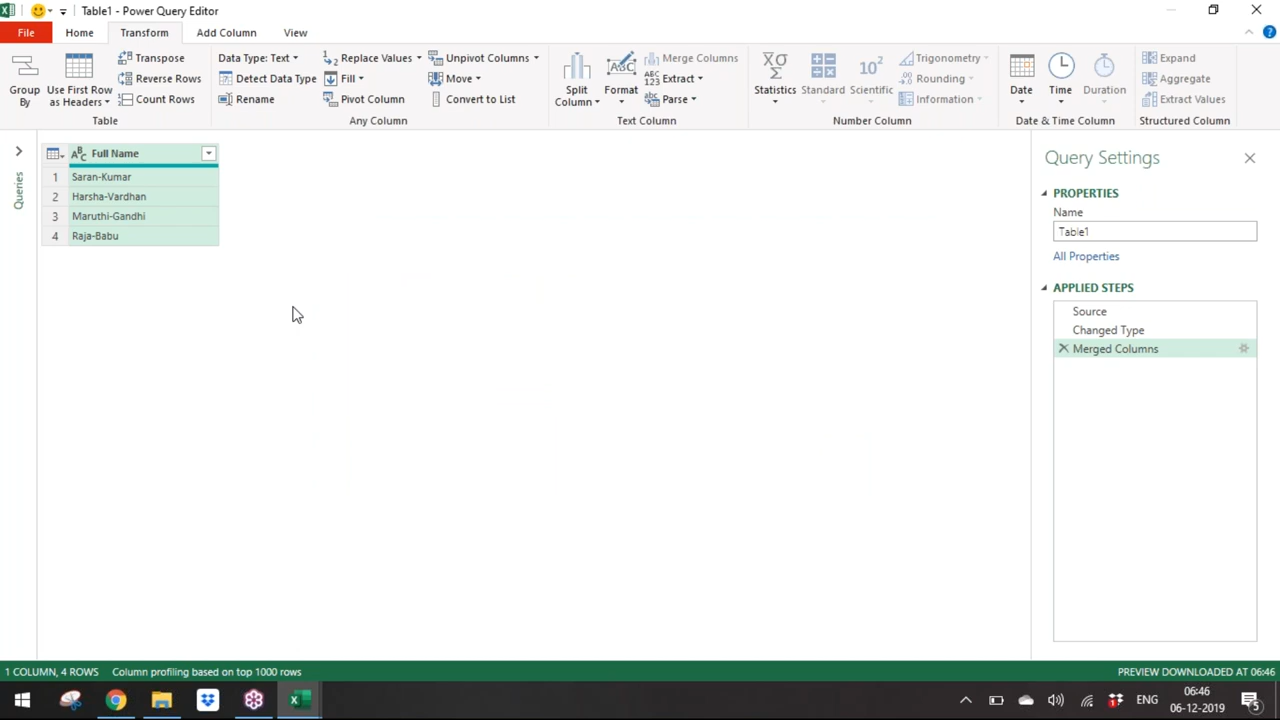 Table1 - Power Query Editor
File Home Transform Add Column View
Group By
Use First Row as Headers
Transpose
Reverse Rows
Count Rows
Table
Data Type: Text
Detect Data Type
Rename
Replace Values
Fill
Pivot Column
Unpivot Columns
Move
Convert to List
Any Column
Split Column
Format
Merge Columns
Extract
Parse
Text Column
Statistics
Standard
Scientific
Trigonometry
Rounding
Information
Number Column
Date
Time
Duration
Date & Time Column
Expand
Aggregate
Extract Values
Structured Column
Queries
Full Name
1 Saran-Kumar
2 Harsha-Vardhan
3 Maruthi-Gandhi
4 Raja-Babu
Query Settings
PROPERTIES
Name
Table1
All Properties
APPLIED STEPS
Source
Changed Type
Merged Columns
1 COLUMN, 4 ROWS Column profiling based on top 1000 rows PREVIEW DOWNLOADED AT 06:46
ENG
06:46
06-12-2019
5